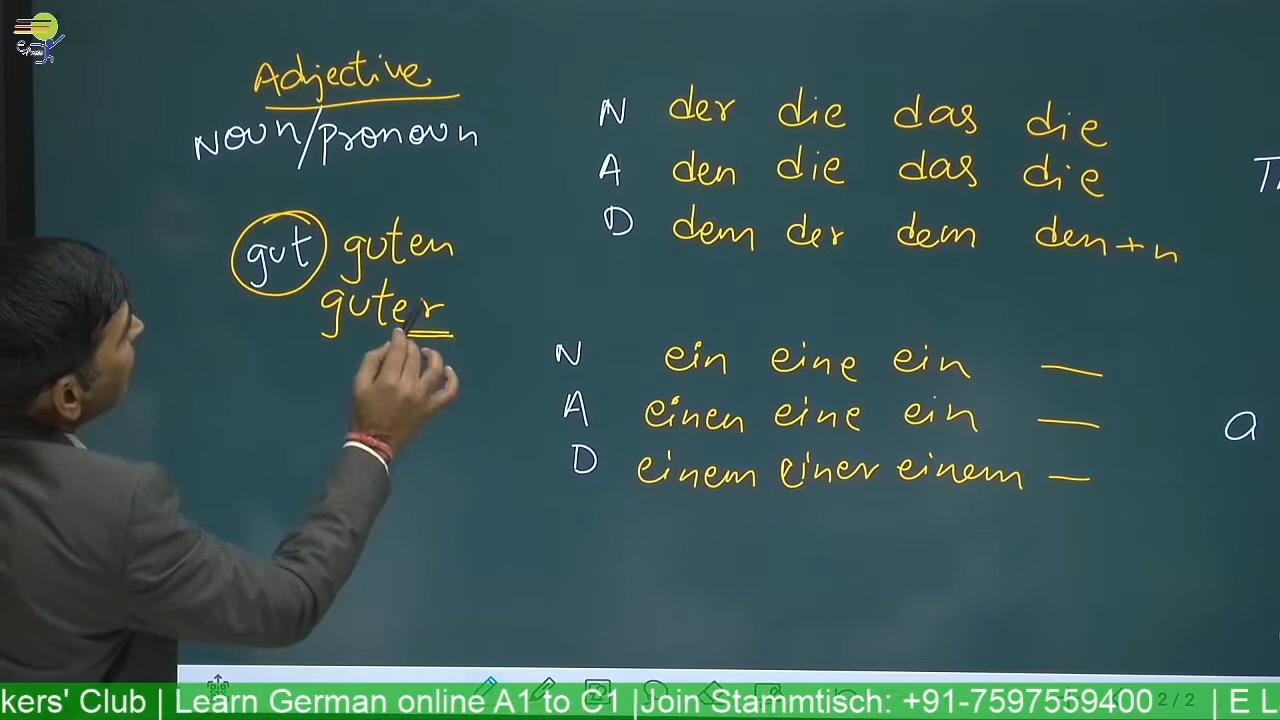 Adjective
Noun/pronoun
gut guten
guter
N der die das die
A den die das die
D dem der dem den+n
N ein eine ein —
A einen eine ein —
D einem einer einem —
a
kers' Club | Learn German online A1 to C1 |Join Stammtisch: +91-7597559400 | E L
2/2